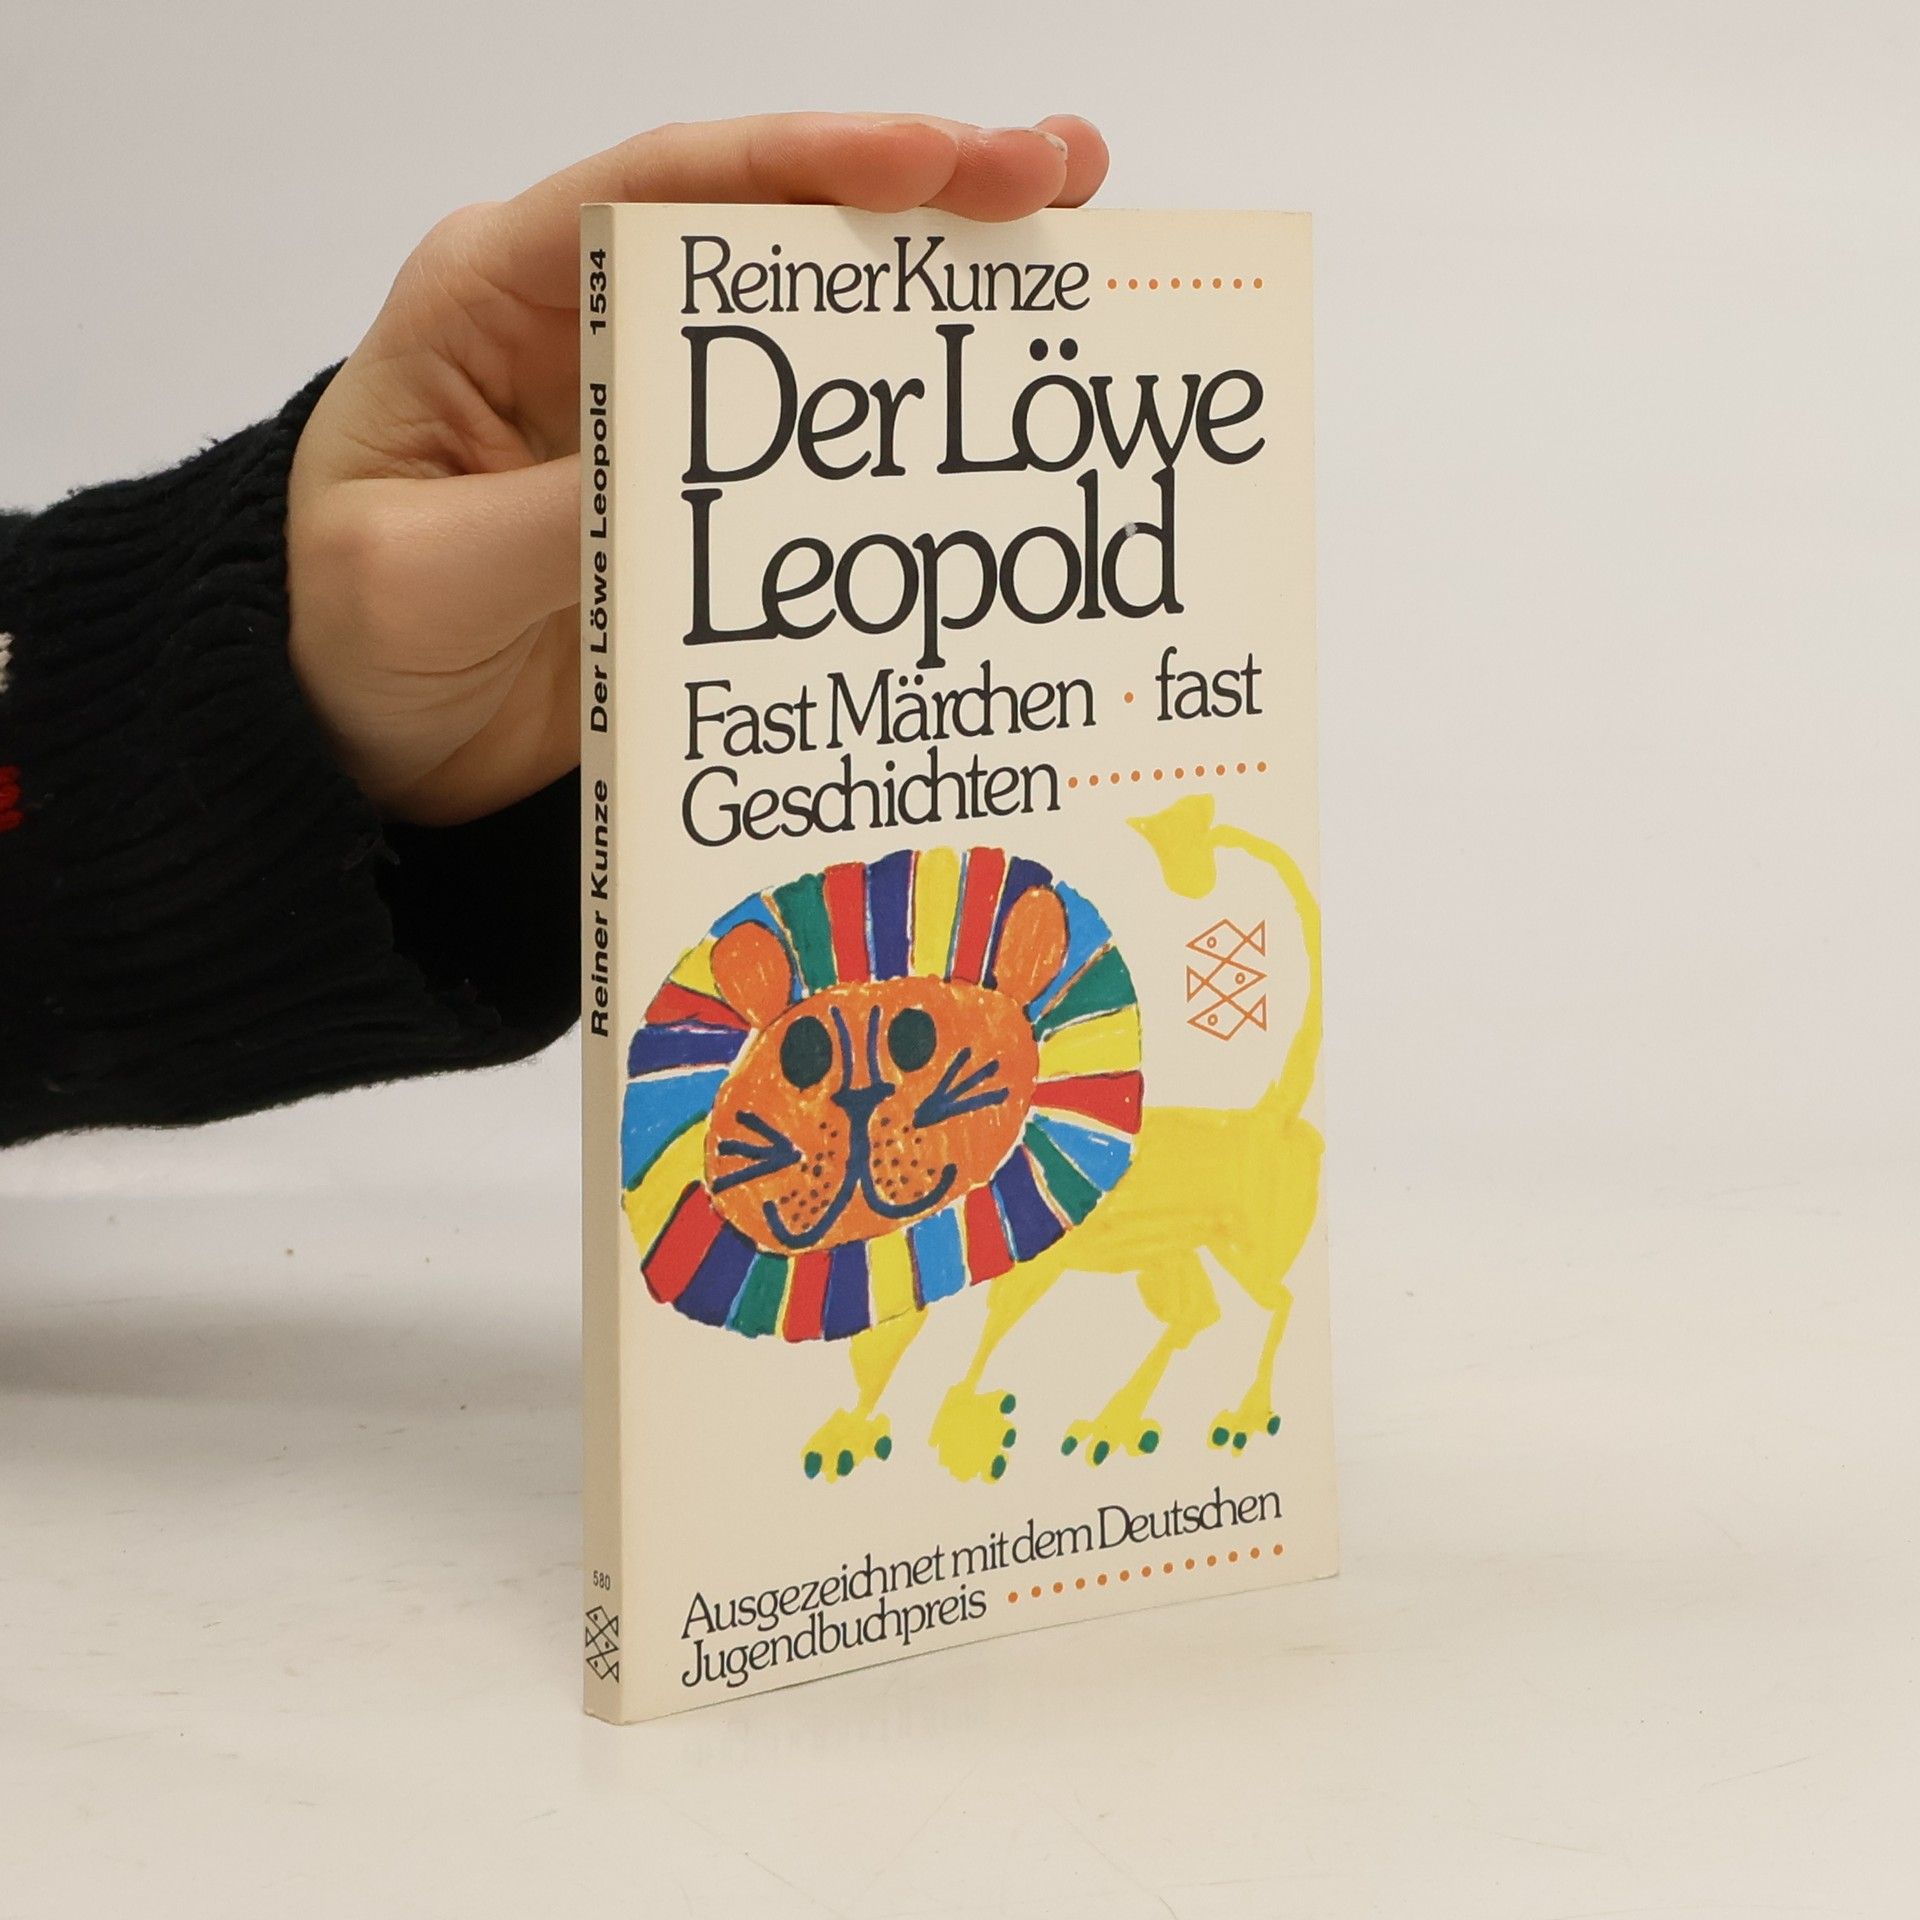 Reiner Kunze
Der Löwe
Leopold
Fast Märchen · fast
Geschichten
Ausgezeichnet mit dem Deutschen
Jugendbuchpreis
Reiner Kunze Der Löwe Leopold 1534
580